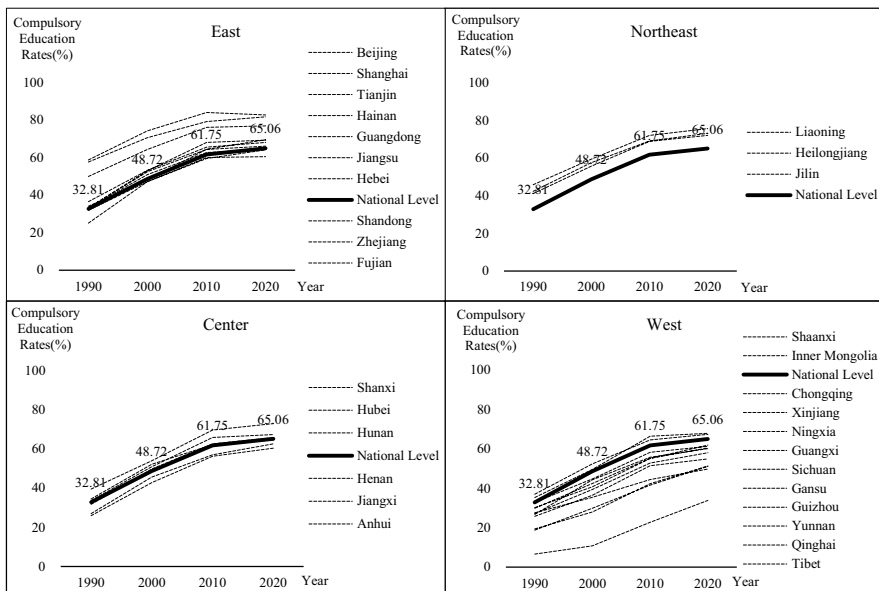 Compulsory
Education
Rates(%)
East
100
80
60
40
20
0
32.81
48.72
61.75
65.06
1990 2000 2010 2020 Year
Beijing
Shanghai
Tianjin
Hainan
Guangdong
Jiangsu
Hebei
National Level
Shandong
Zhejiang
Fujian
Compulsory
Education
Rates(%)
Northeast
100
80
60
40
20
0
32.81
48.72
61.75
65.06
1990 2000 2010 2020 Year
Liaoning
Heilongjiang
Jilin
National Level
Compulsory
Education
Rates(%)
Center
100
80
60
40
20
0
32.81
48.72
61.75
65.06
1990 2000 2010 2020 Year
Shanxi
Hubei
Hunan
National Level
Henan
Jiangxi
Anhui
Compulsory
Education
Rates(%)
West
100
80
60
40
20
0
32.81
48.72
61.75
65.06
1990 2000 2010 2020 Year
Shaanxi
Inner Mongolia
National Level
Chongqing
Xinjiang
Ningxia
Guangxi
Sichuan
Gansu
Guizhou
Yunnan
Qinghai
Tibet